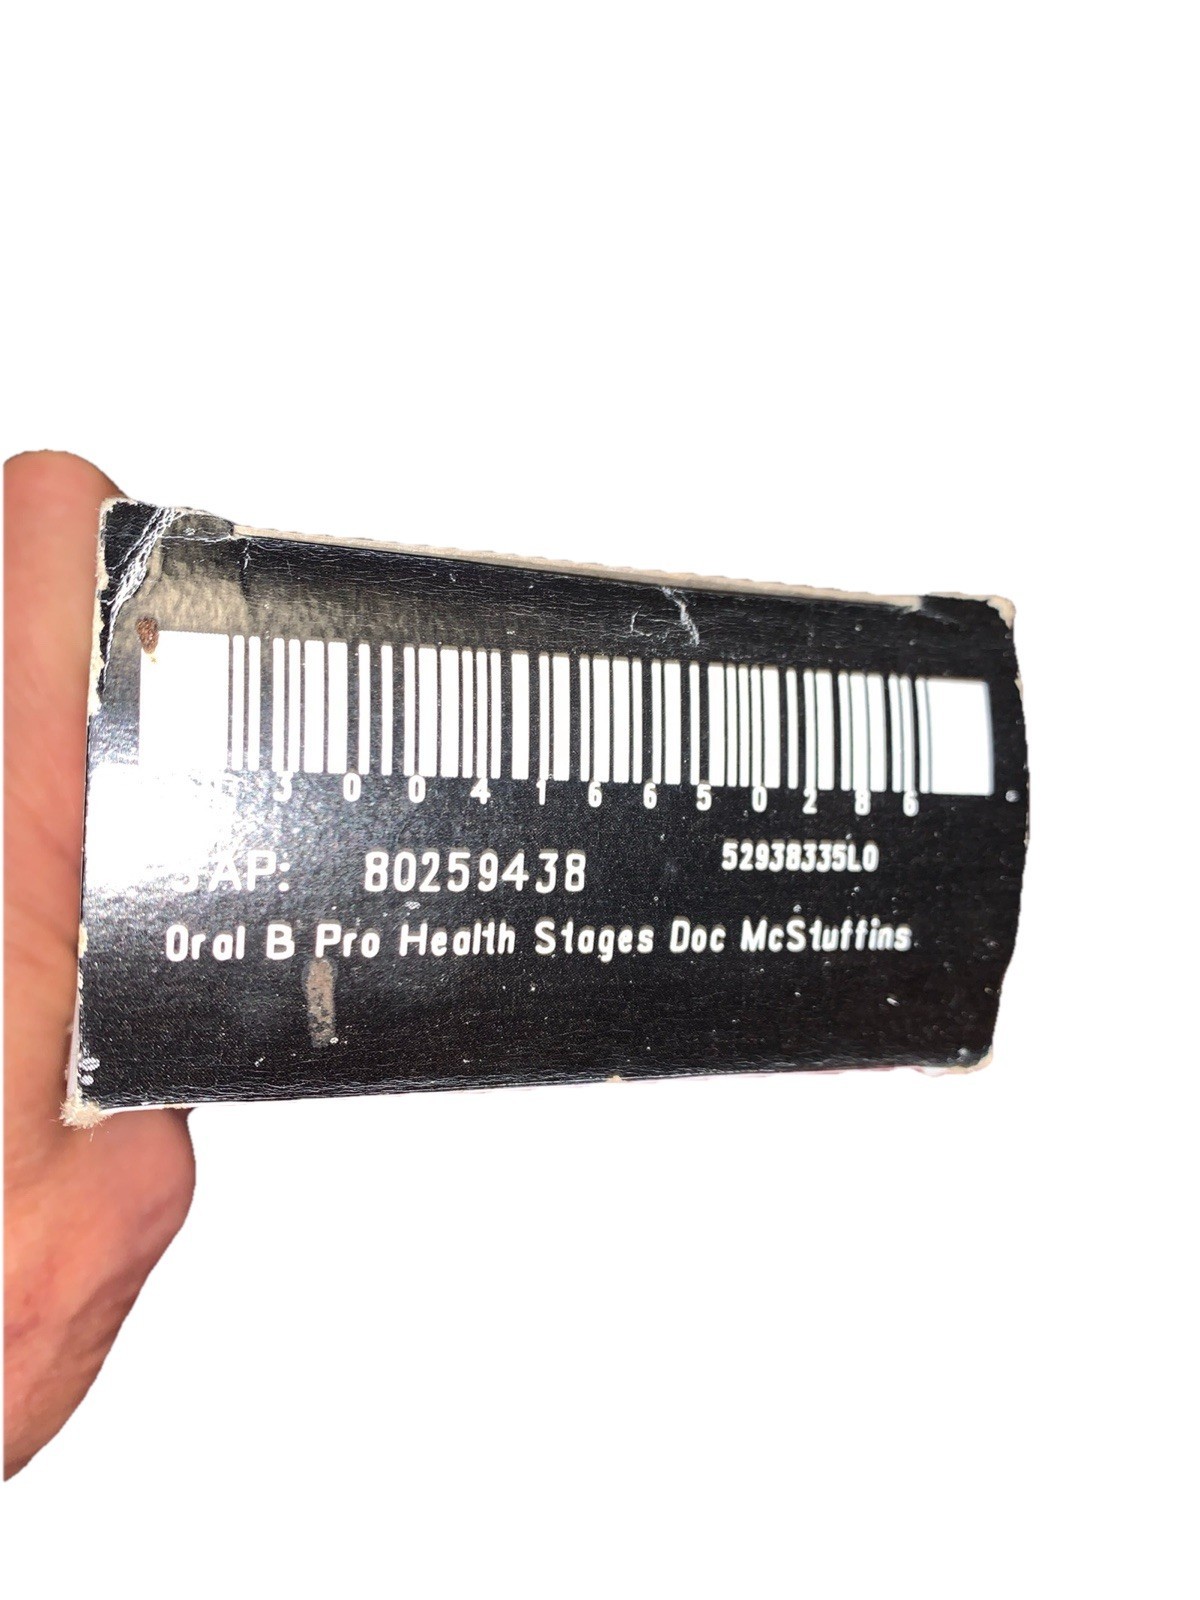 3 0 0 4 1 6 6 5 0 2 8 6
SAP: 80259438 52938335L0
Oral B Pro Health Stages Doc McStuffins